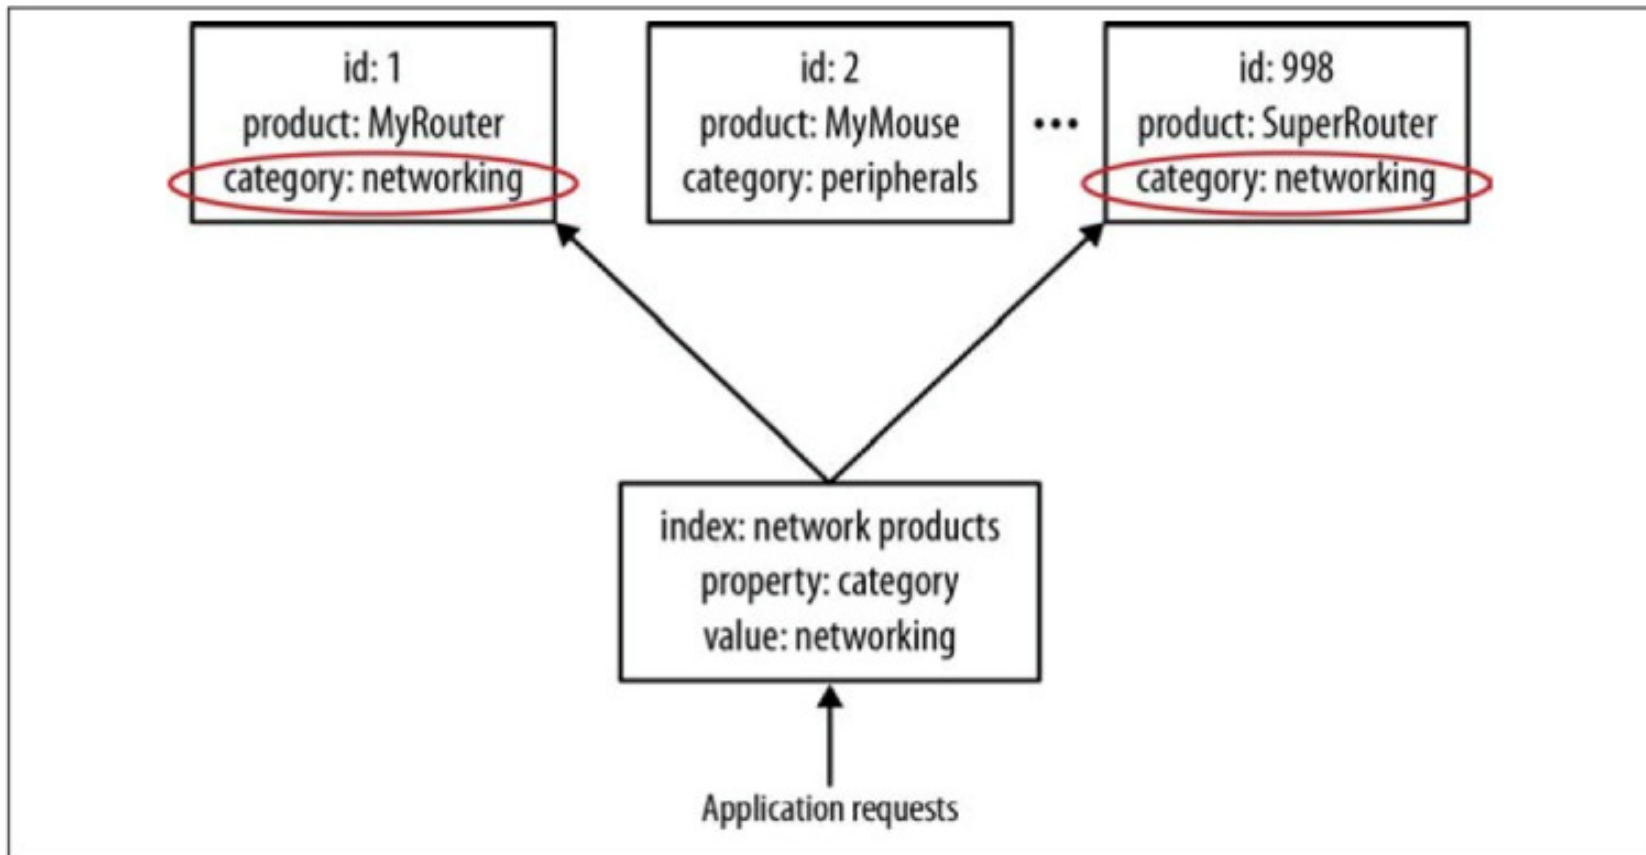 id: 1
product: MyRouter
category: networking
id: 2
product: MyMouse
category: peripherals
•••
id: 998
product: SuperRouter
category: networking
index: network products
property: category
value: networking
Application requests